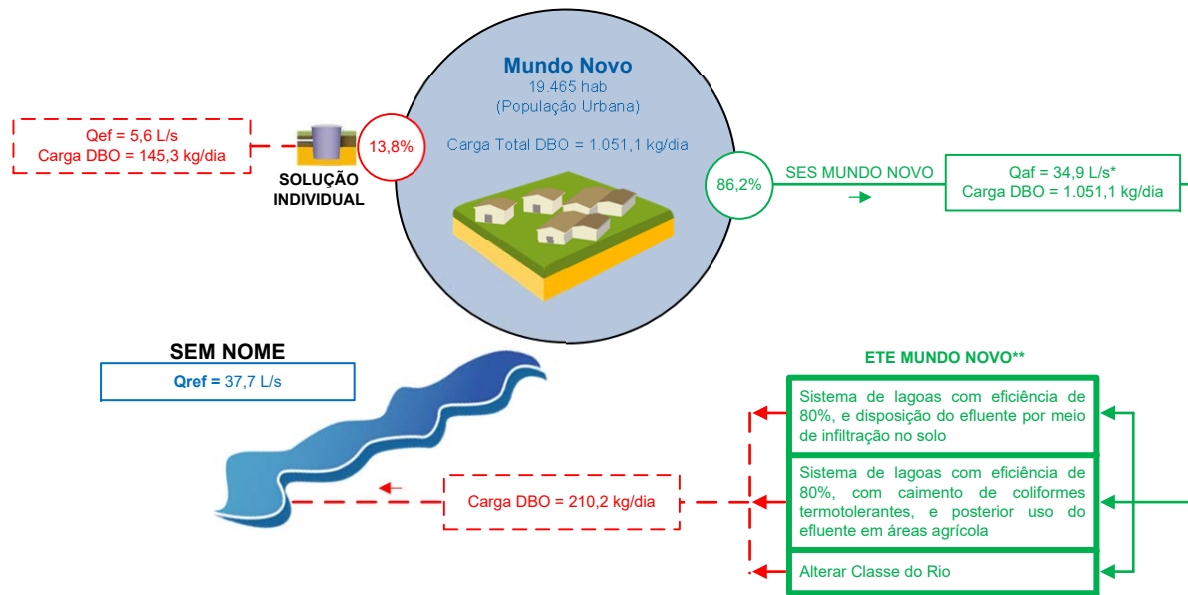 Mundo Novo
19.465 hab
(População Urbana)
Carga Total DBO = 1.051,1 kg/dia
Qef = 5,6 L/s
Carga DBO = 145,3 kg/dia
SOLUÇÃO
INDIVIDUAL
13,8%
86,2%
SES MUNDO NOVO
Qaf = 34,9 L/s*
Carga DBO = 1.051,1 kg/dia
SEM NOME
Qref = 37,7 L/s
Carga DBO = 210,2 kg/dia
ETE MUNDO NOVO**
Sistema de lagoas com eficiência de
80%, e disposição do efluente por meio
de infiltração no solo
Sistema de lagoas com eficiência de
80%, com caimento de coliformes
termotolerantes, e posterior uso do
efluente em áreas agrícola
Alterar Classe do Rio